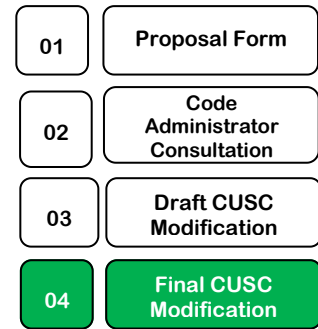 01
Proposal Form
02
Code
Administrator
Consultation
03
Draft CUSC
Modification
04
Final CUSC
Modification